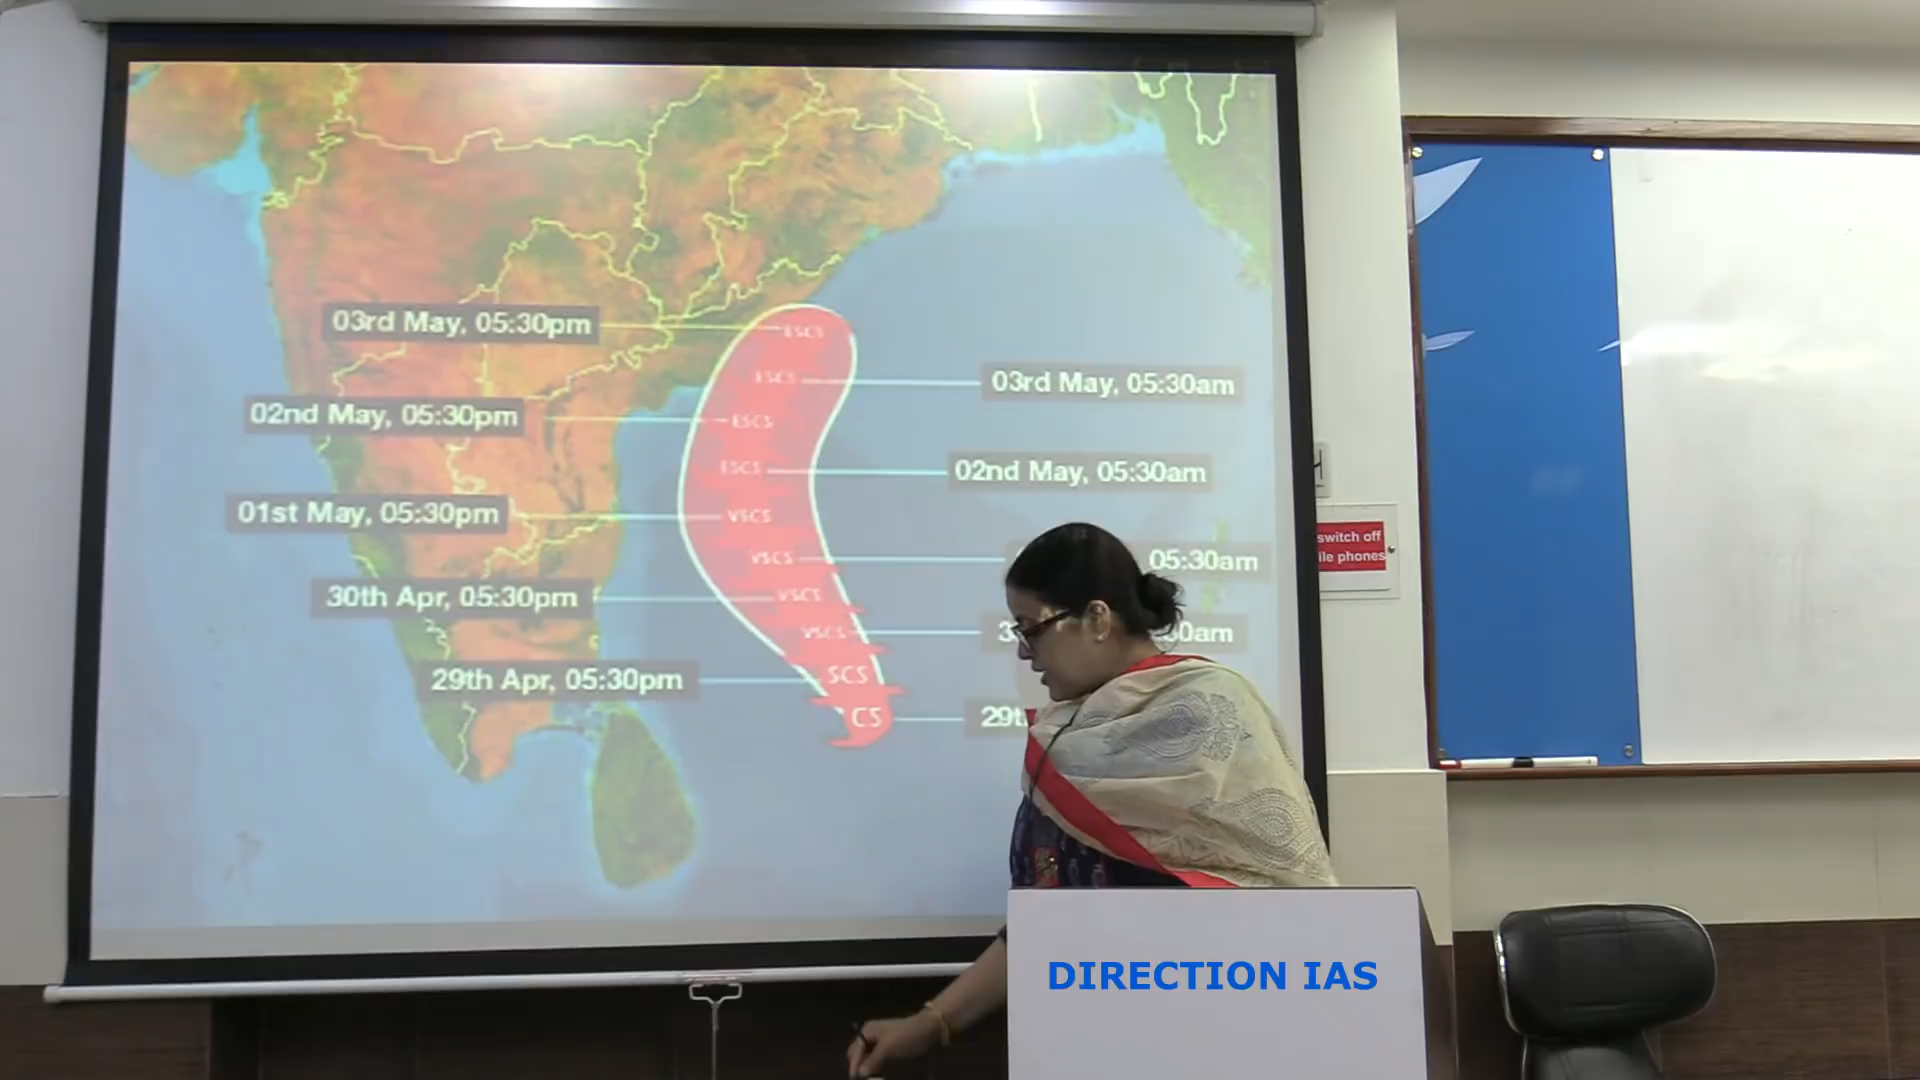 03rd May, 05:30pm
ESCS
ESCS
03rd May, 05:30am
02nd May, 05:30pm
ESCS
ESCS
02nd May, 05:30am
01st May, 05:30pm
VSCS
VSCS
05:30am
30th Apr, 05:30pm
VSCS
VSCS
29th Apr, 05:30pm
SCS
CS
switch off
phones
DIRECTION IAS